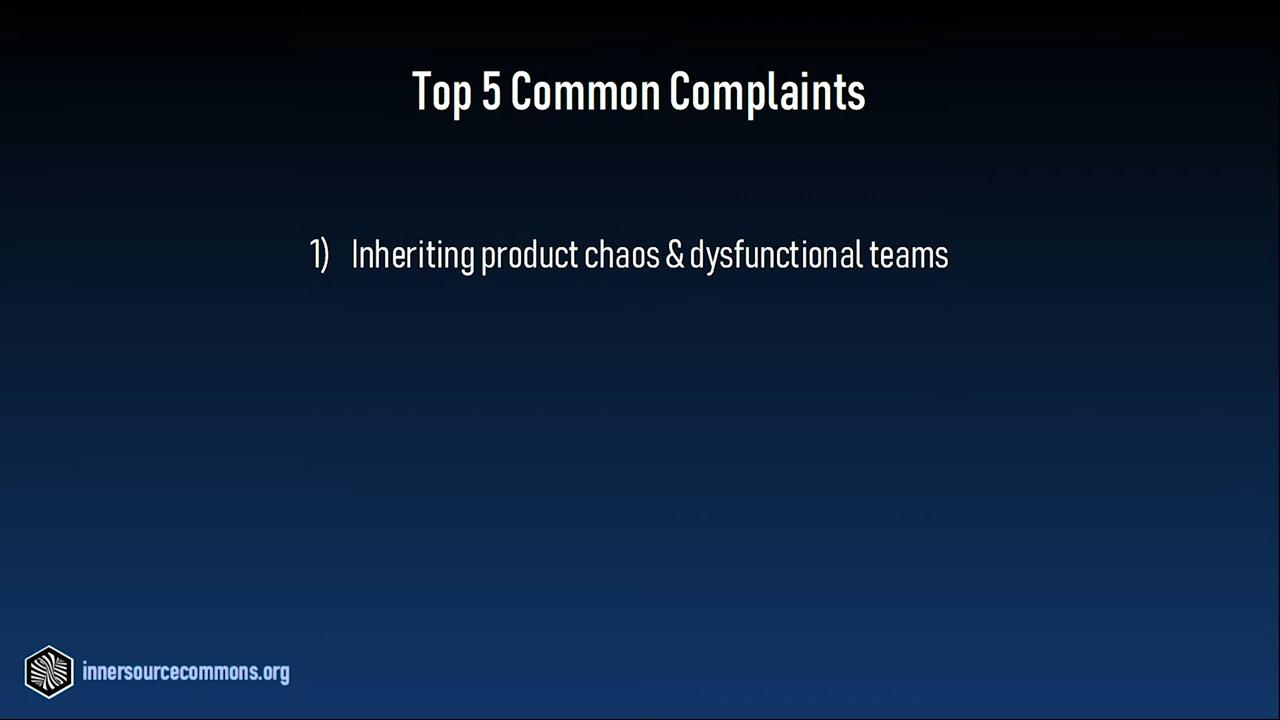 Top 5 Common Complaints
1) Inheriting product chaos & dysfunctional teams
innersourcecommons.org